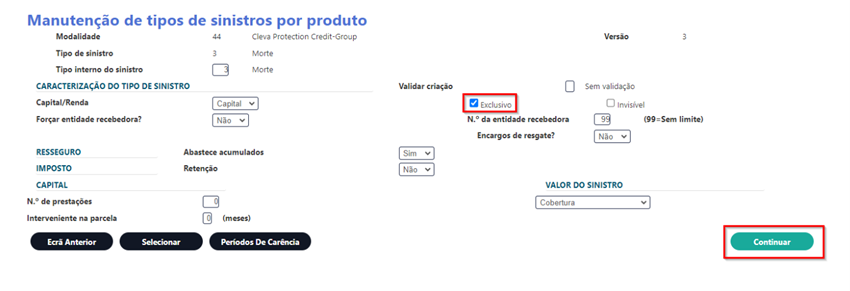 Manutenção de tipos de sinistros por produto
Modalidade 44 Cleva Protection Credit-Group Versão 3
Tipo de sinistro 3 Morte
Tipo interno do sinistro 3 Morte
CARACTERIZAÇÃO DO TIPO DE SINISTRO Validar criação Sem validação
Capital/Renda Capital Exclusivo Invisível
Forçar entidade recebedora? Não N.º da entidade recebedora 99 (99=Sem limite)
Encargos de resgate? Não
RESSEGURO Abastece acumulados Sim
IMPOSTO Retenção Não
CAPITAL VALOR DO SINISTRO
N.º de prestações 0 Cobertura
Interveniente na parcela 0 (meses)
Ecrã Anterior Selecionar Períodos De Carência Continuar